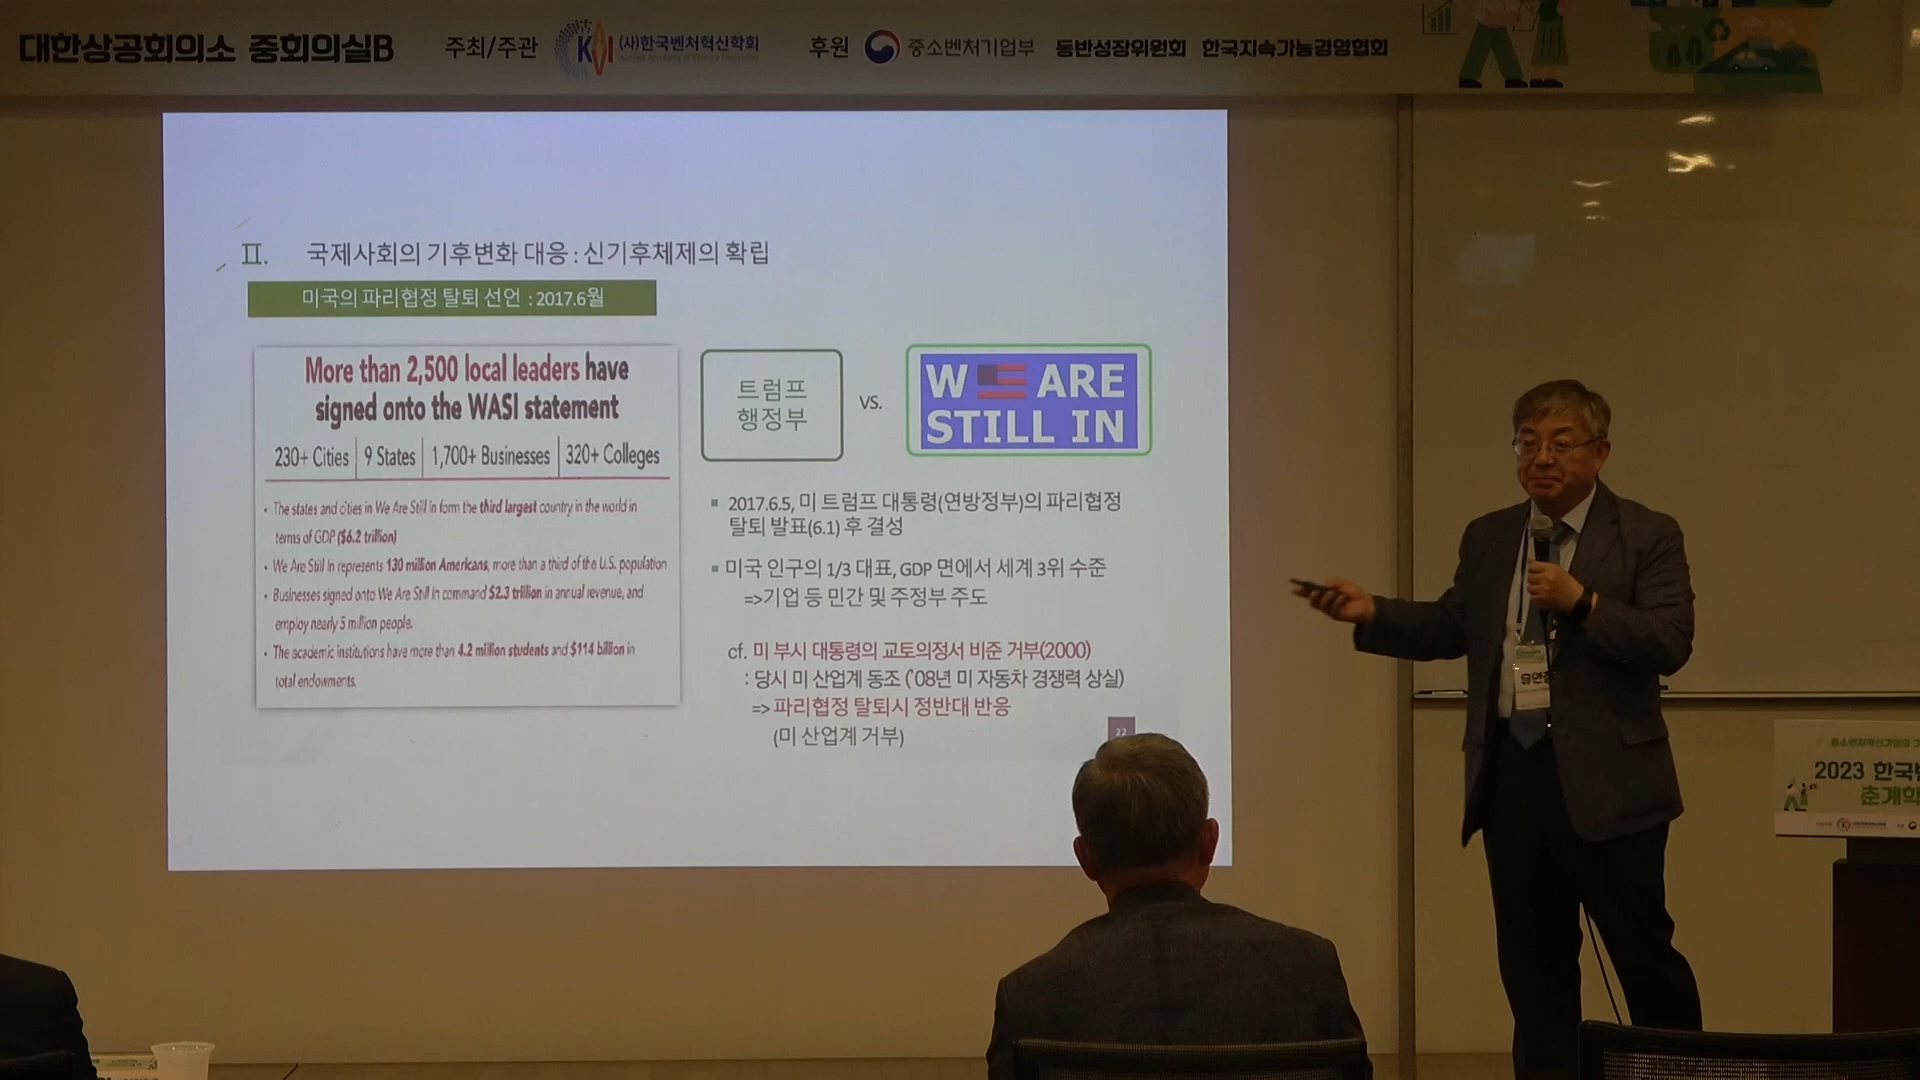 대한상공회의소 중회의실B 주최/주관 KVI (사)한국벤처혁신학회 후원 중소벤처기업부 동반성장위원회 한국지속가능경영협회
Ⅱ. 국제사회의 기후변화 대응 : 신기후체제의 확립
미국의 파리협정 탈퇴 선언 : 2017.6월
More than 2,500 local leaders have
signed onto the WASI statement
230+ Cities 9 States 1,700+ Businesses 320+ Colleges
• The states and cities in We Are Still In form the third largest country in the world in
terms of GDP ($6.2 trillion)
• We Are Still In represents 130 million Americans, more than a third of the U.S. population
• Businesses signed onto We Are Still In command $2.3 trillion in annual revenue, and
employ nearly 5 million people.
• The academic institutions have more than 4.2 million students and $114 billion in
total endowments.
트럼프
행정부
vs.
W ARE
STILL IN
▪ 2017.6.5, 미 트럼프 대통령(연방정부)의 파리협정
탈퇴 발표(6.1) 후 결성
▪ 미국 인구의 1/3 대표, GDP 면에서 세계 3위 수준
=>기업 등 민간 및 주정부 주도
cf. 미 부시 대통령의 교토의정서 비준 거부(2000)
: 당시 미 산업계 동조 ('08년 미 자동차 경쟁력 상실)
=> 파리협정 탈퇴시 정반대 반응
(미 산업계 거부)
22
유연
중소벤처혁신기업의
2023 한국
춘계학